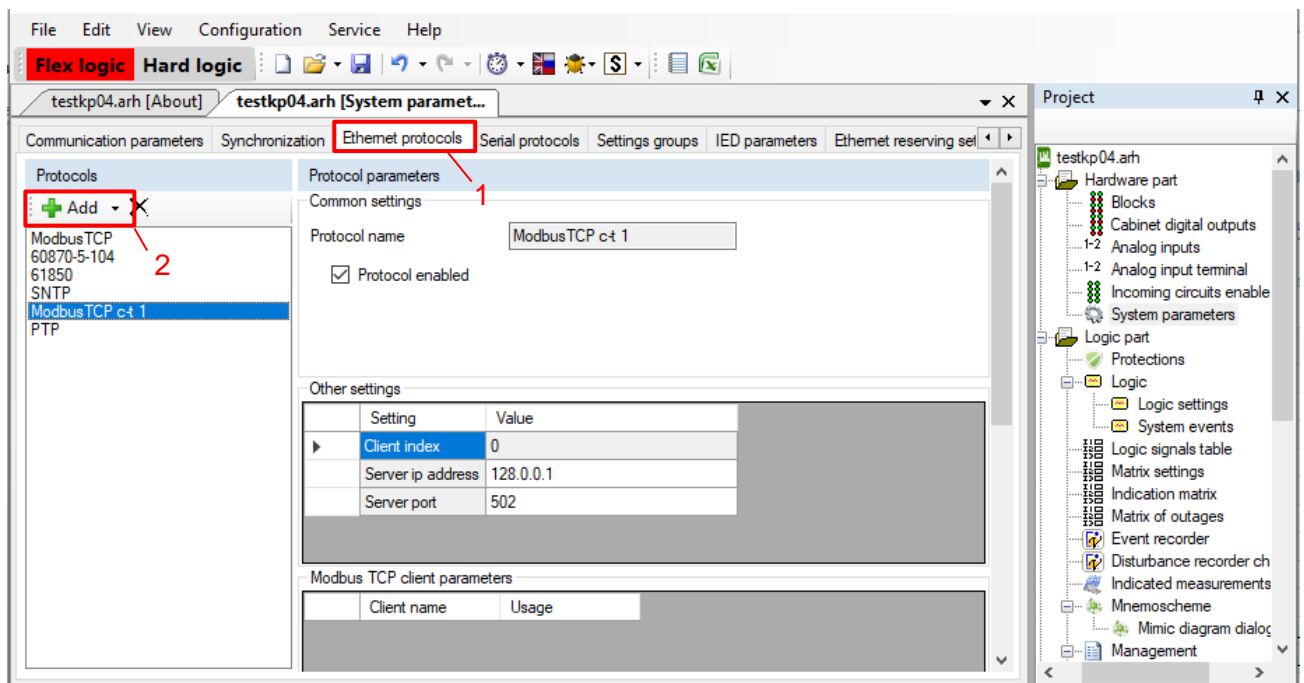 File Edit View Configuration Service Help
Flex logic Hard logic
testkp04.arh [About] testkp04.arh [System paramet...
Communication parameters Synchronization Ethernet protocols Serial protocols Settings groups IED parameters Ethernet reserving set
1
Protocols
Add
2
ModbusTCP
60870-5-104
61850
SNTP
ModbusTCP c-t 1
PTP
Protocol parameters
Common settings
Protocol name ModbusTCP c-t 1
Protocol enabled
Other settings
Setting Value
Client index 0
Server ip address 128.0.0.1
Server port 502
Modbus TCP client parameters
Client name Usage
Project
testkp04.arh
Hardware part
Blocks
Cabinet digital outputs
1-2 Analog inputs
1-2 Analog input terminal
Incoming circuits enable
System parameters
Logic part
Protections
Logic
Logic settings
System events
Logic signals table
Matrix settings
Indication matrix
Matrix of outages
Event recorder
Disturbance recorder ch
Indicated measurements
Mnemoscheme
Mimic diagram dialog
Management